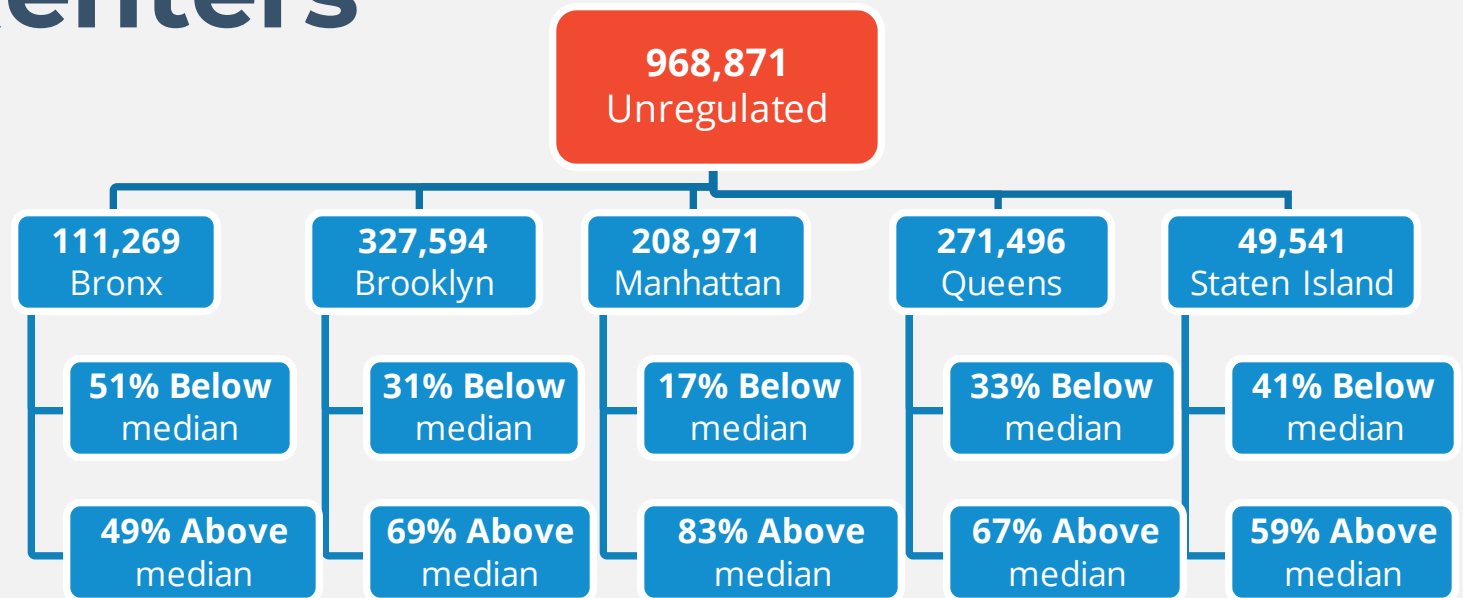 968,871
Unregulated
111,269
Bronx
327,594
Brooklyn
208,971
Manhattan
271,496
Queens
49,541
Staten Island
51% Below
median
31% Below
median
17% Below
median
33% Below
median
41% Below
median
49% Above
median
69% Above
median
83% Above
median
67% Above
median
59% Above
median